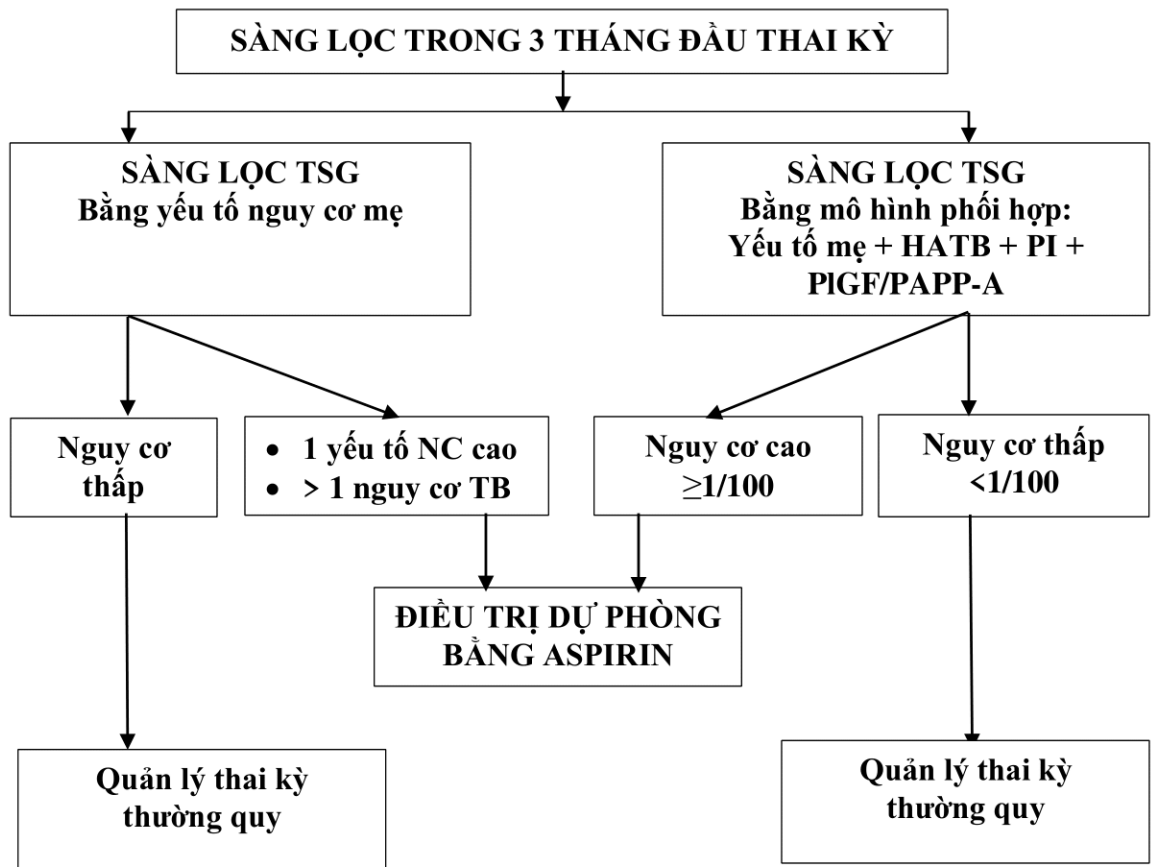 SÀNG LỌC TRONG 3 THÁNG ĐẦU THAI KỲ
SÀNG LỌC TSG
Bằng yếu tố nguy cơ mẹ
SÀNG LỌC TSG
Bằng mô hình phối hợp:
Yếu tố mẹ + HATB + PI +
PlGF/PAPP-A
Nguy cơ
thấp
• 1 yếu tố NC cao
• > 1 nguy cơ TB
Nguy cơ cao
≥1/100
Nguy cơ thấp
<1/100
ĐIỀU TRỊ DỰ PHÒNG
BẰNG ASPIRIN
Quản lý thai kỳ
thường quy
Quản lý thai kỳ
thường quy